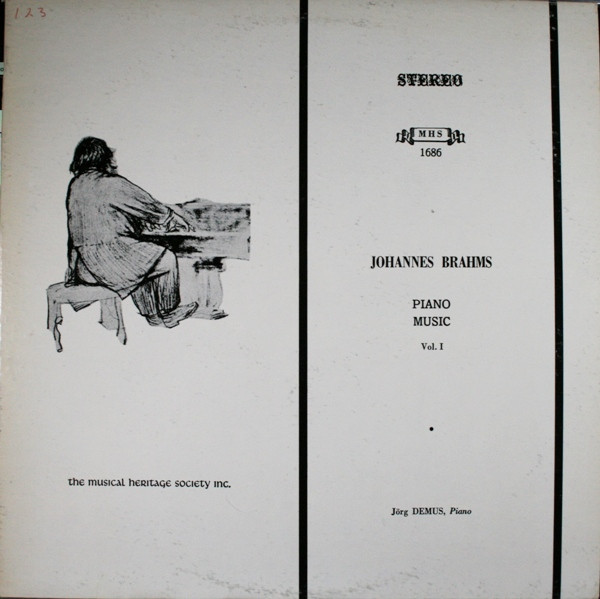 123
STEREO
MHS
1686
JOHANNES BRAHMS
PIANO
MUSIC
Vol. I
the musical heritage society inc.
Jörg DEMUS, Piano